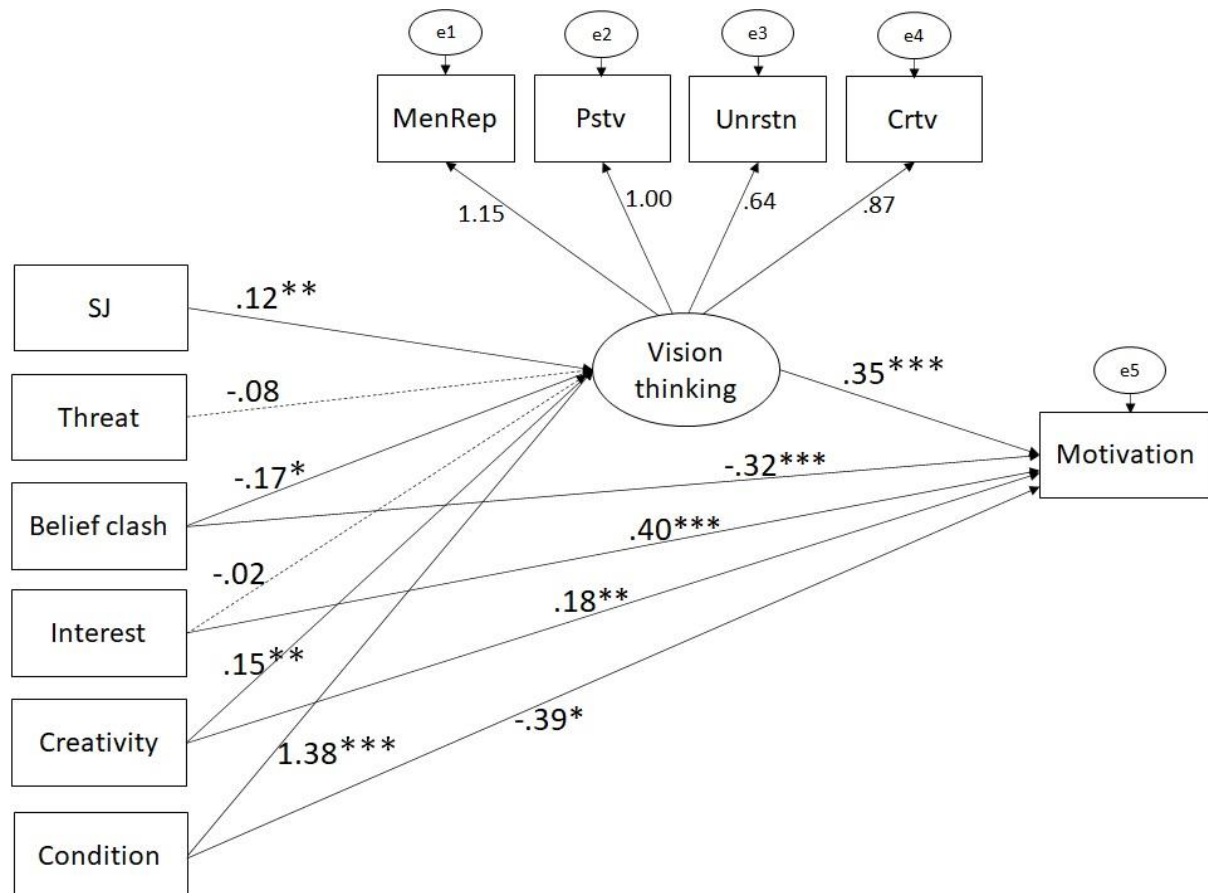 e1
e2
e3
e4
MenRep
Pstv
Unrstn
Crtv
1.15
1.00
.64
.87
SJ
.12**
Vision
thinking
.35***
e5
Threat
-.08
Motivation
Belief clash
-.17*
-.32***
Interest
-.02
.40***
Creativity
.15**
.18**
Condition
1.38***
-.39*